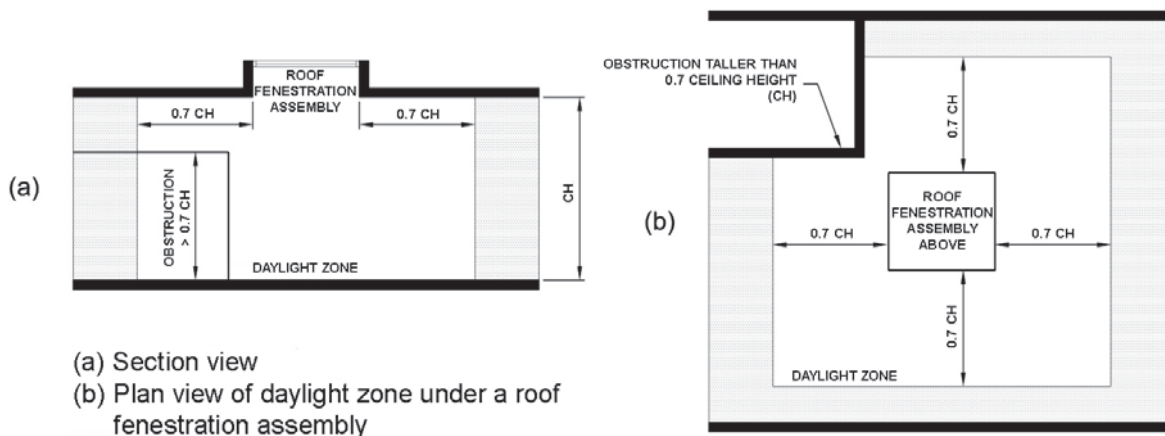 (a)
ROOF
FENESTRATION
ASSEMBLY
0.7 CH
0.7 CH
OBSTRUCTION
> 0.7 CH
CH
DAYLIGHT ZONE
(a) Section view
(b) Plan view of daylight zone under a roof
fenestration assembly
(b)
OBSTRUCTION TALLER THAN
0.7 CEILING HEIGHT
(CH)
0.7 CH
ROOF
FENESTRATION
ASSEMBLY
ABOVE
0.7 CH
0.7 CH
0.7 CH
DAYLIGHT ZONE